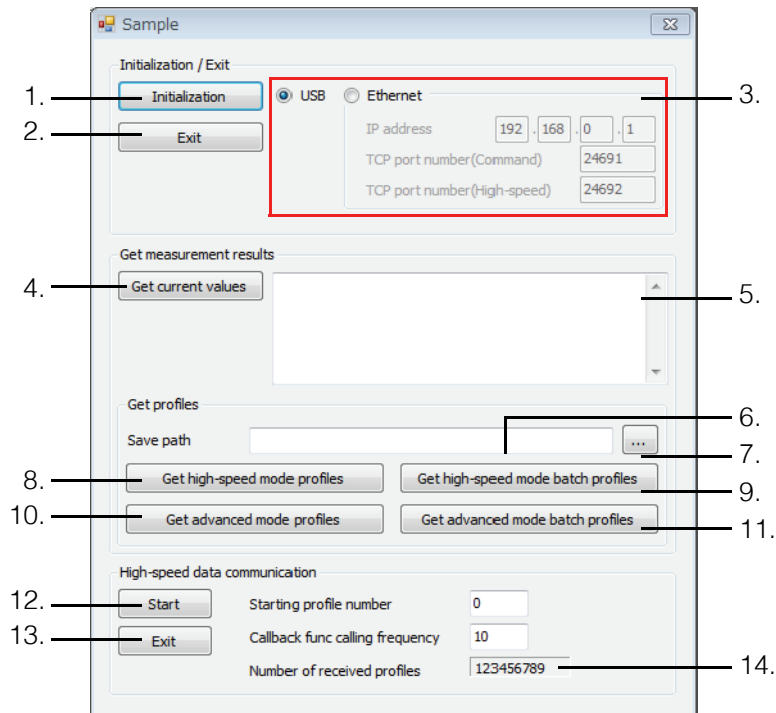 Sample
Initialization / Exit
1. Initialization USB Ethernet 3.
2. Exit IP address 192 . 168 . 0 . 1
TCP port number(Command) 24691
TCP port number(High-speed) 24692
Get measurement results
4. Get current values 5.
Get profiles
6.
Save path ...
7.
8. Get high-speed mode profiles Get high-speed mode batch profiles 9.
10. Get advanced mode profiles Get advanced mode batch profiles 11.
High-speed data communication
12. Start Starting profile number 0
13. Exit Callback func calling frequency 10
Number of received profiles 123456789 14.